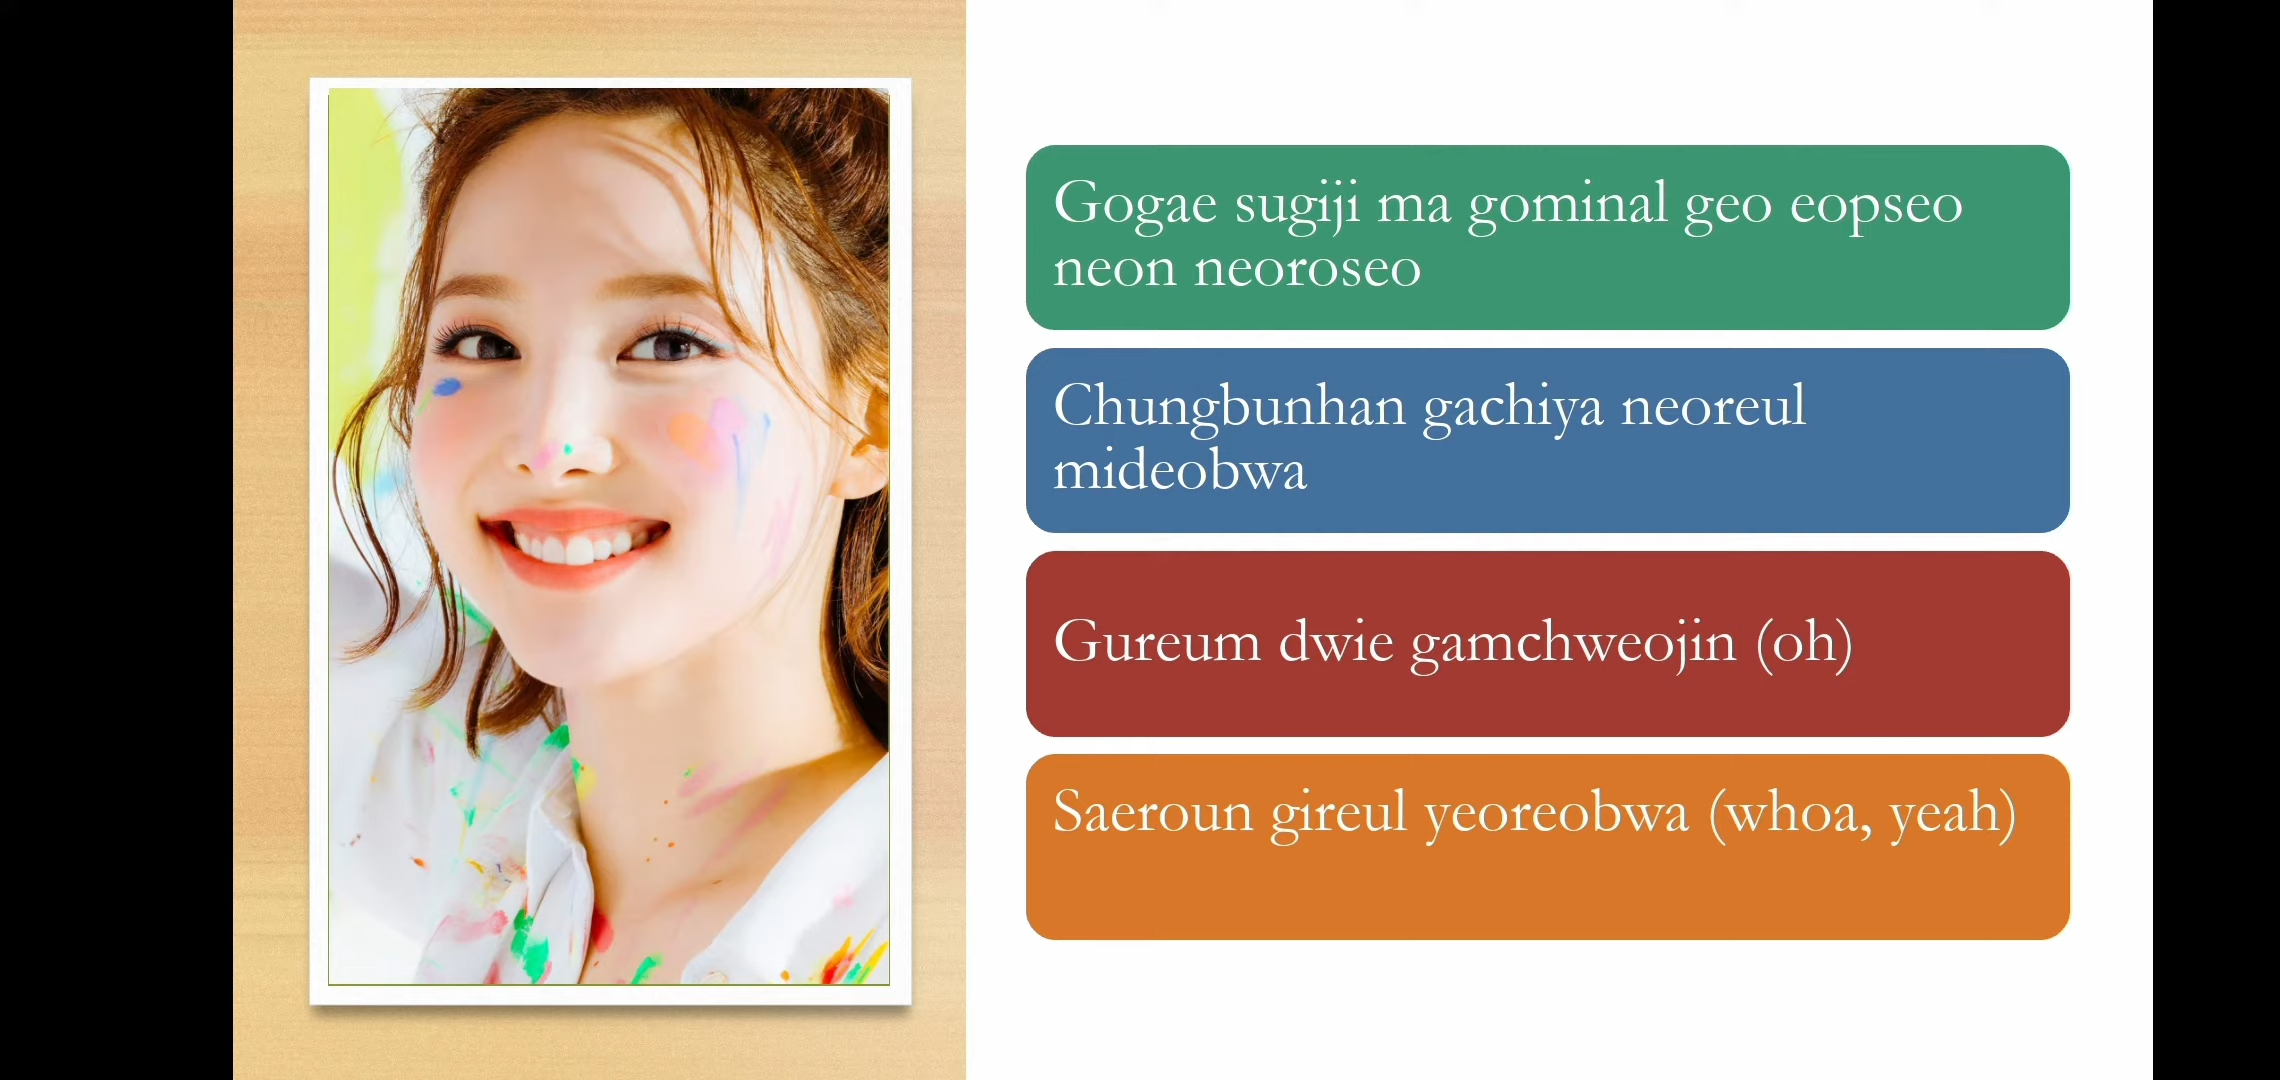 Gogae sugiji ma gominal geo eopseo
neon neoroseo
Chungbunhan gachiya neoreul
mideobwa
Gureum dwie gamchweojin (oh)
Saeroun gireul yeoreobwa (whoa, yeah)